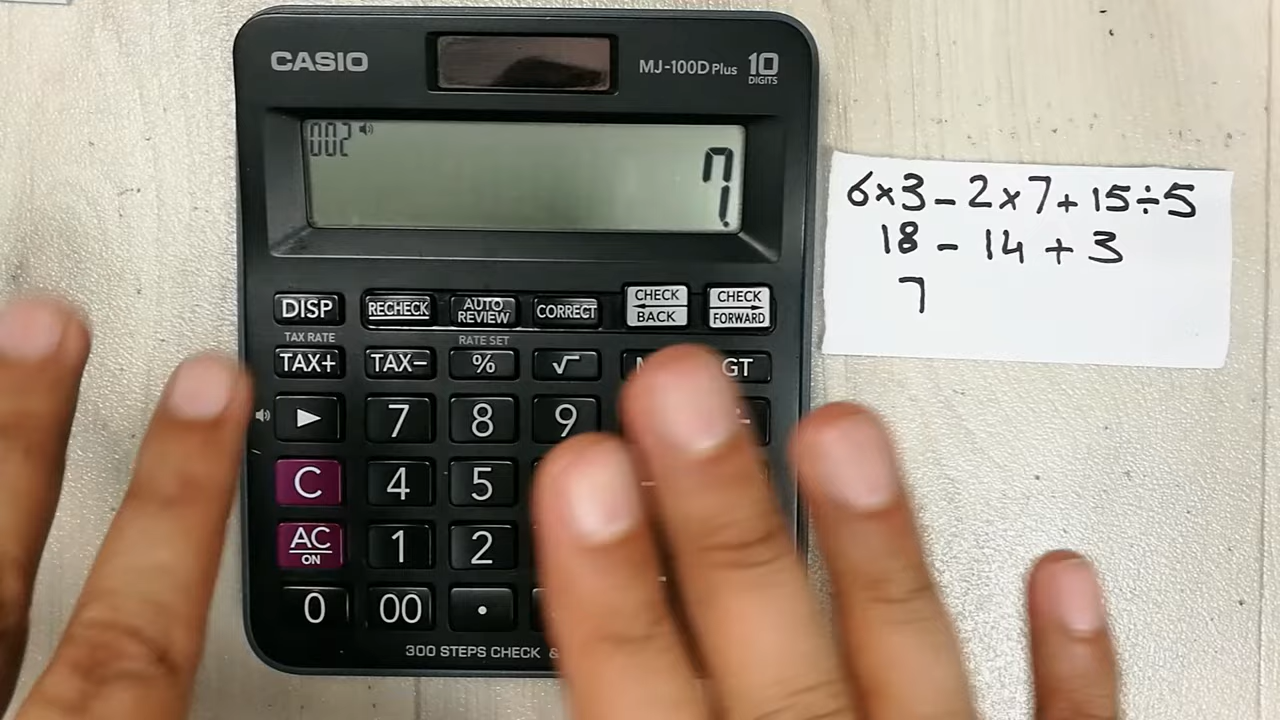 CASIO
MJ-100D Plus 10 DIGITS
002
7.
6×3-2×7+15÷5
18 - 14 + 3
7
DISP RECHECK AUTO REVIEW CORRECT CHECK BACK CHECK FORWARD
TAX RATE RATE SET
TAX+ TAX− % √ GT
► 7 8 9
C 4 5
AC ON 1 2
0 00 •
300 STEPS CHECK &